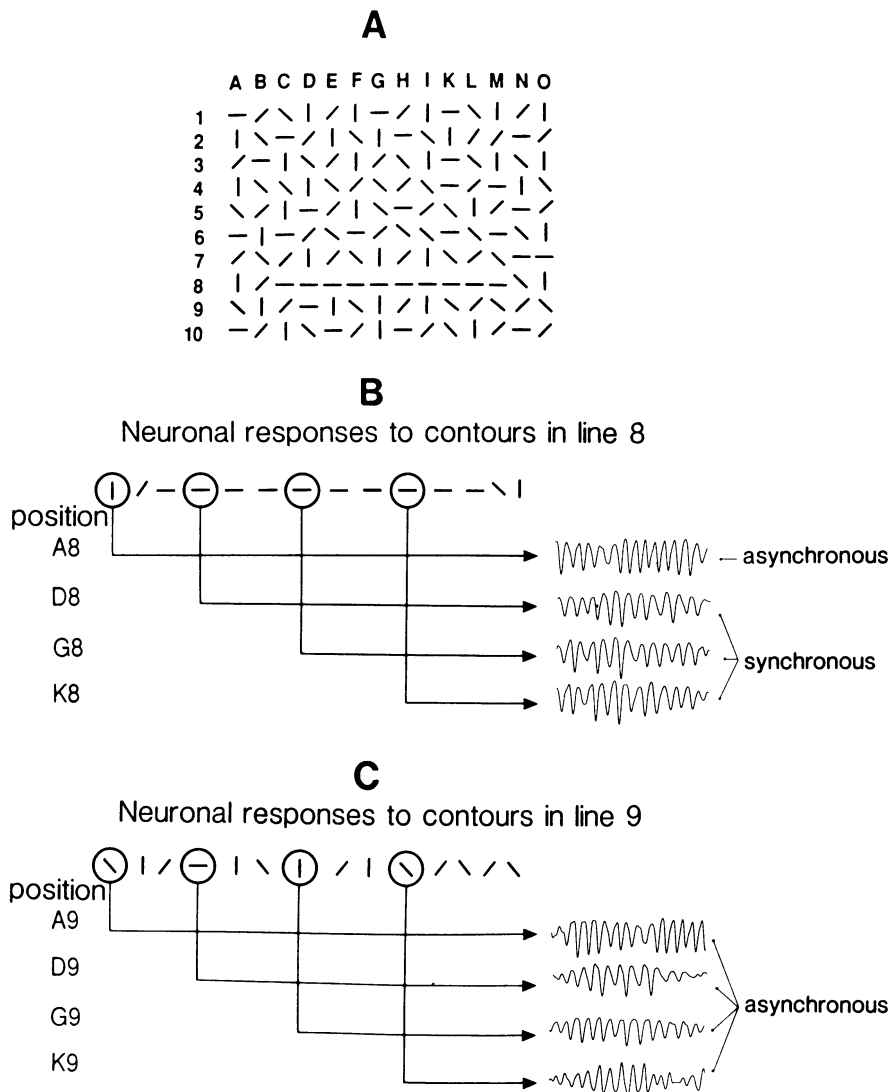 A
A B C D E F G H I K L M N O
1
2
3
4
5
6
7
8
9
10
B
Neuronal responses to contours in line 8
position
A8
asynchronous
D8
G8
synchronous
K8
C
Neuronal responses to contours in line 9
position
A9
D9
G9
asynchronous
K9